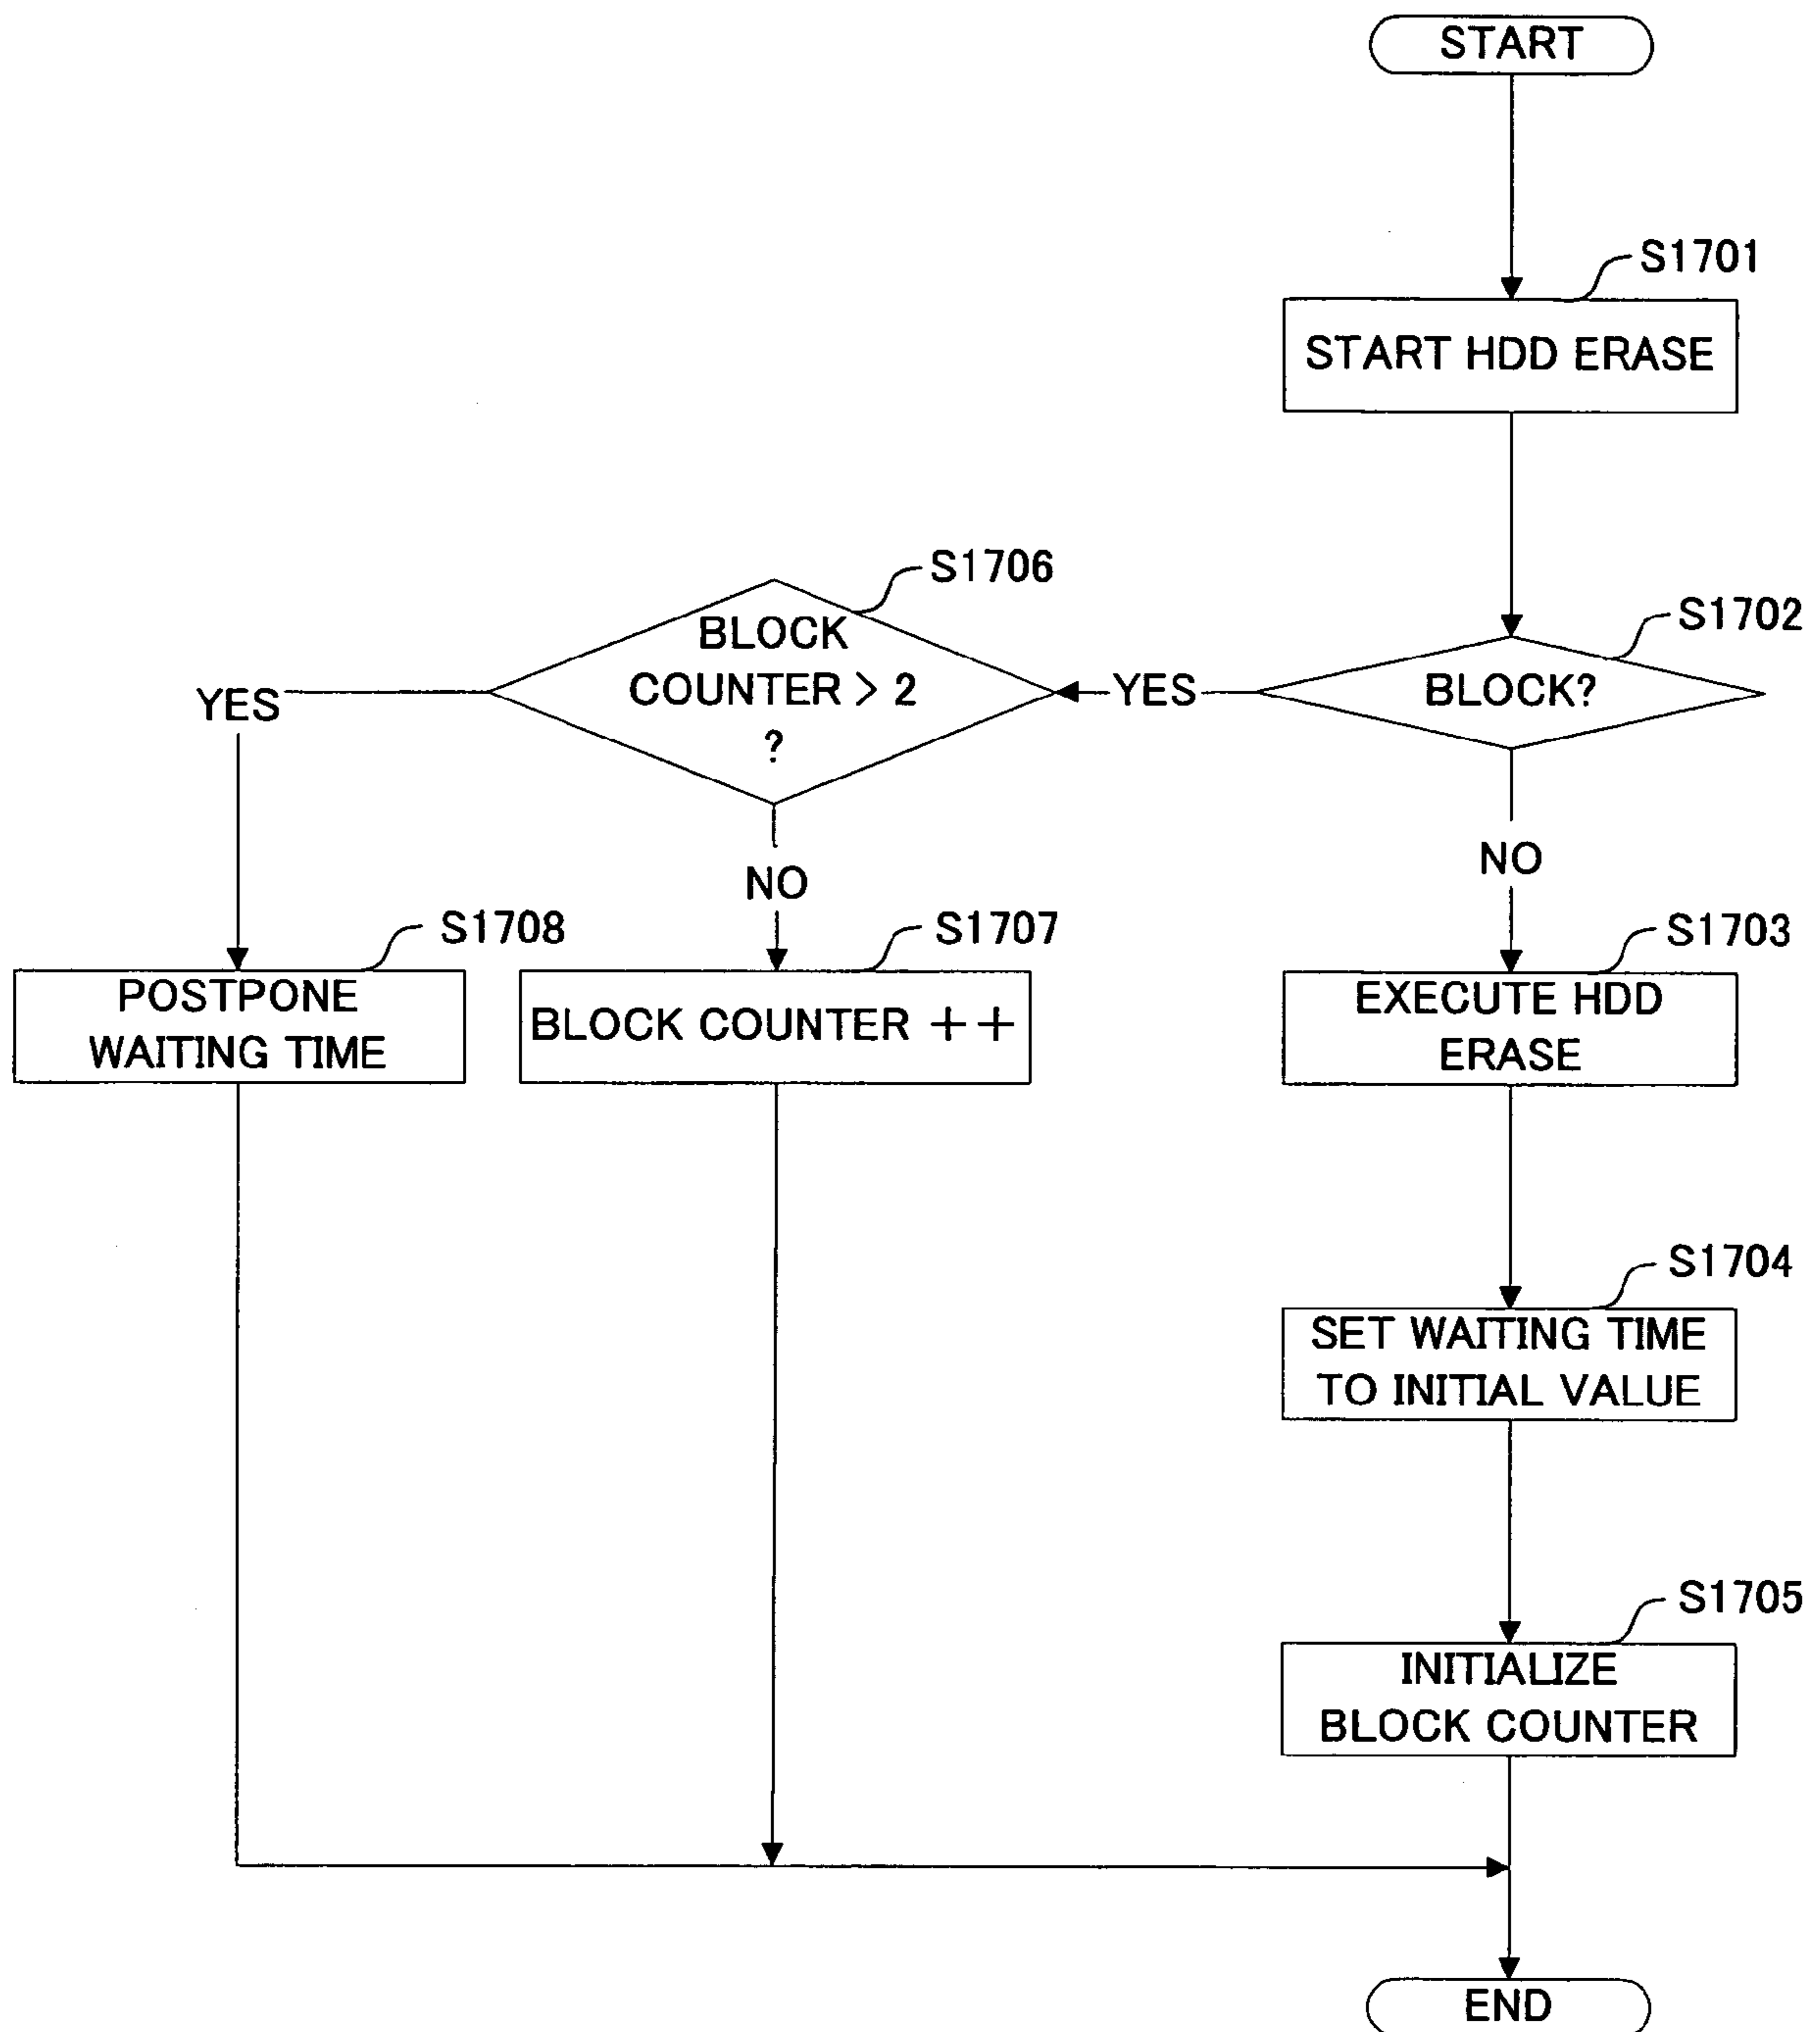 START
S1701
START HDD ERASE
S1706
S1702
BLOCK
COUNTER > 2
?
YES
BLOCK?
YES
NO
NO
S1708
S1707
S1703
POSTPONE
WAITING TIME
BLOCK COUNTER ++
EXECUTE HDD
ERASE
S1704
SET WAITING TIME
TO INITIAL VALUE
S1705
INITIALIZE
BLOCK COUNTER
END